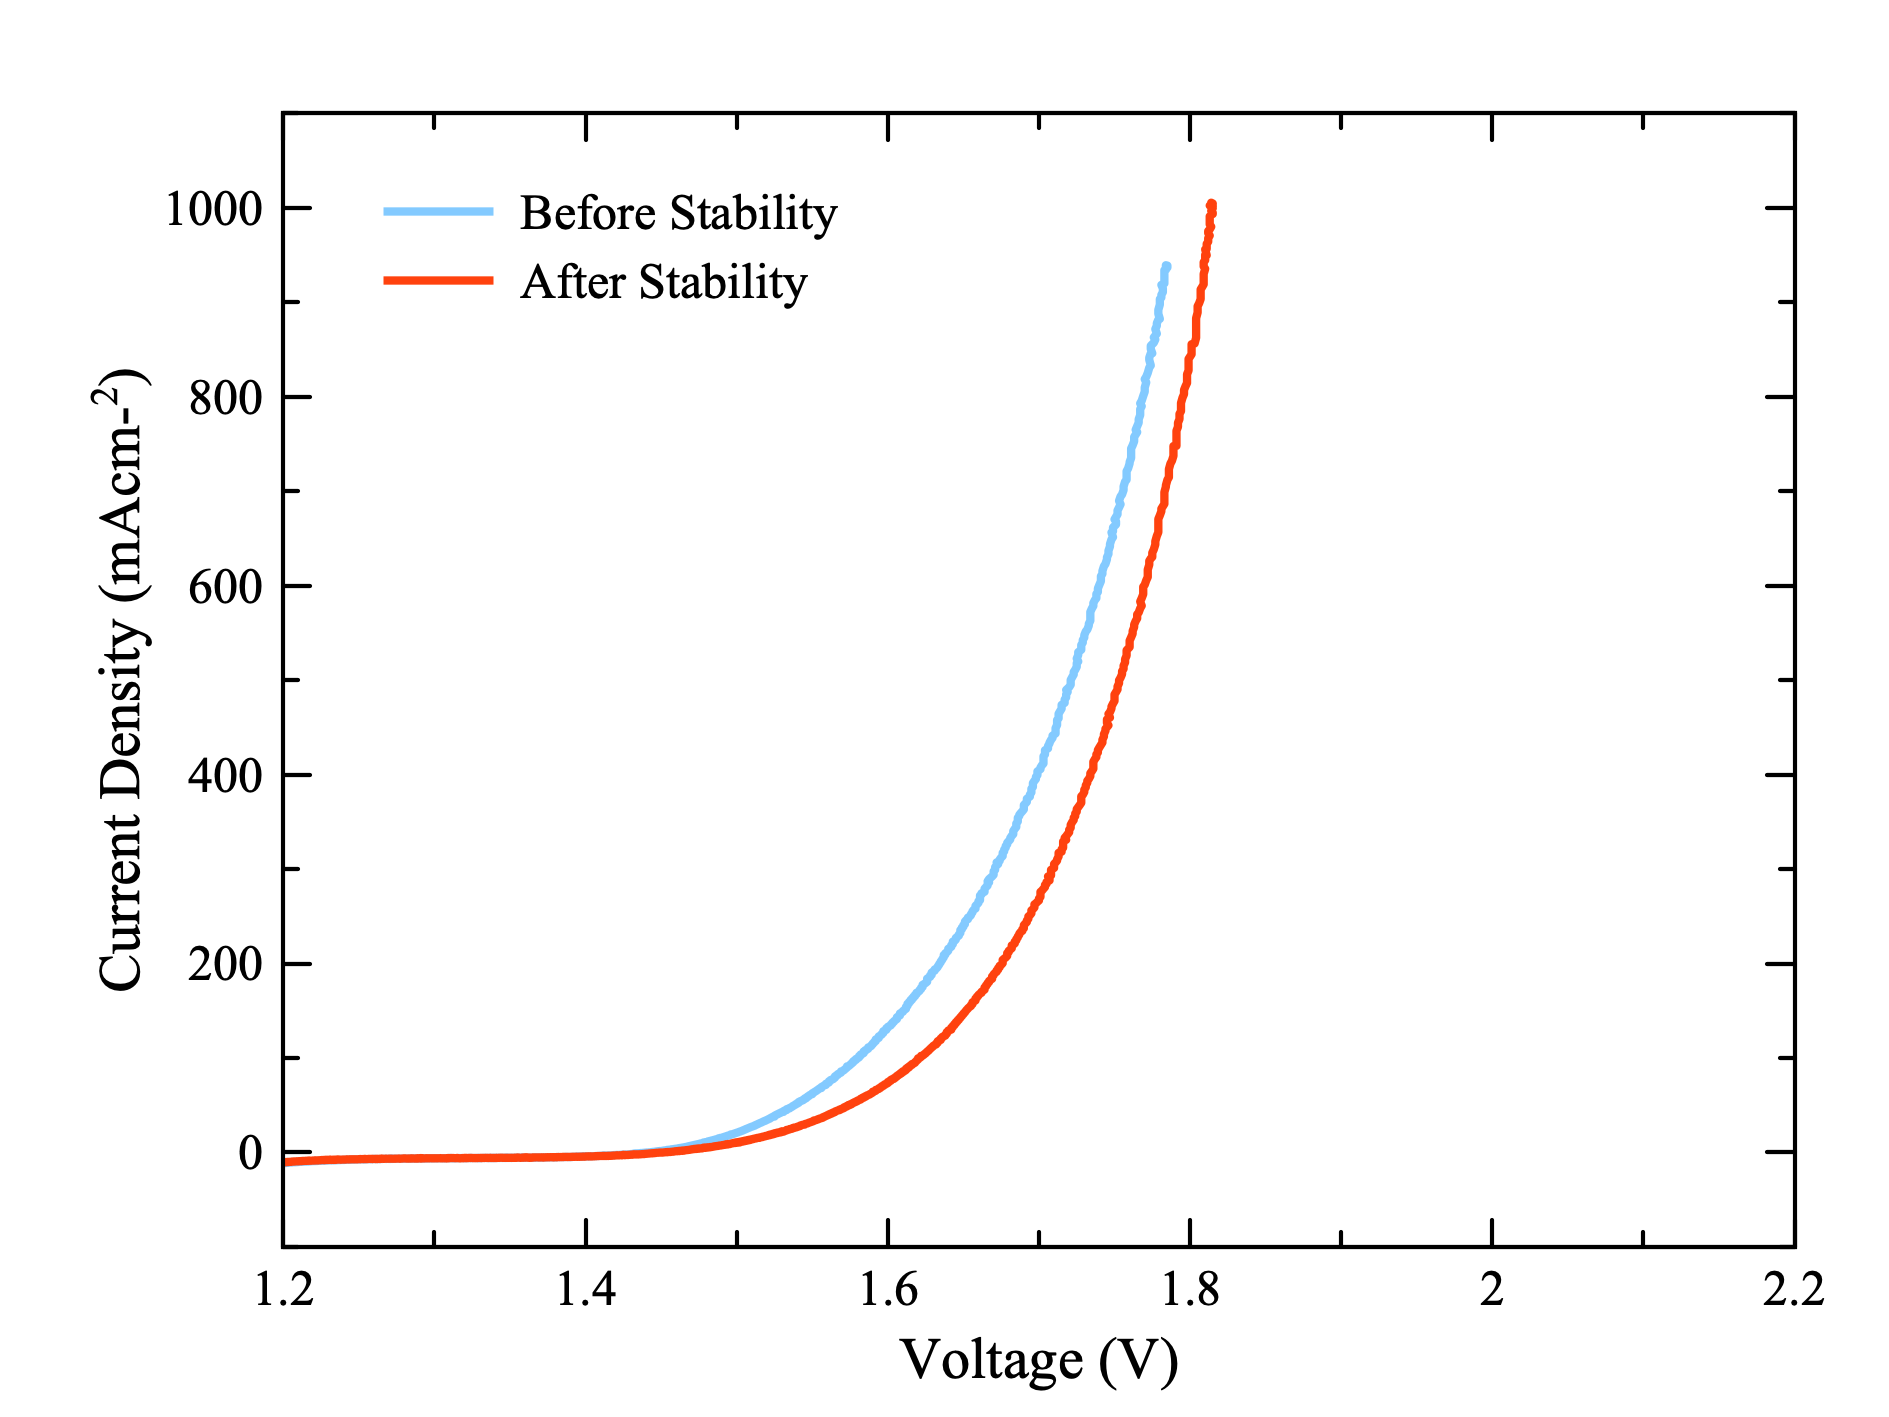 Before Stability
After Stability
1000
800
600
400
200
0
Current Density (mAcm-²)
1.2 1.4 1.6 1.8 2 2.2
Voltage (V)